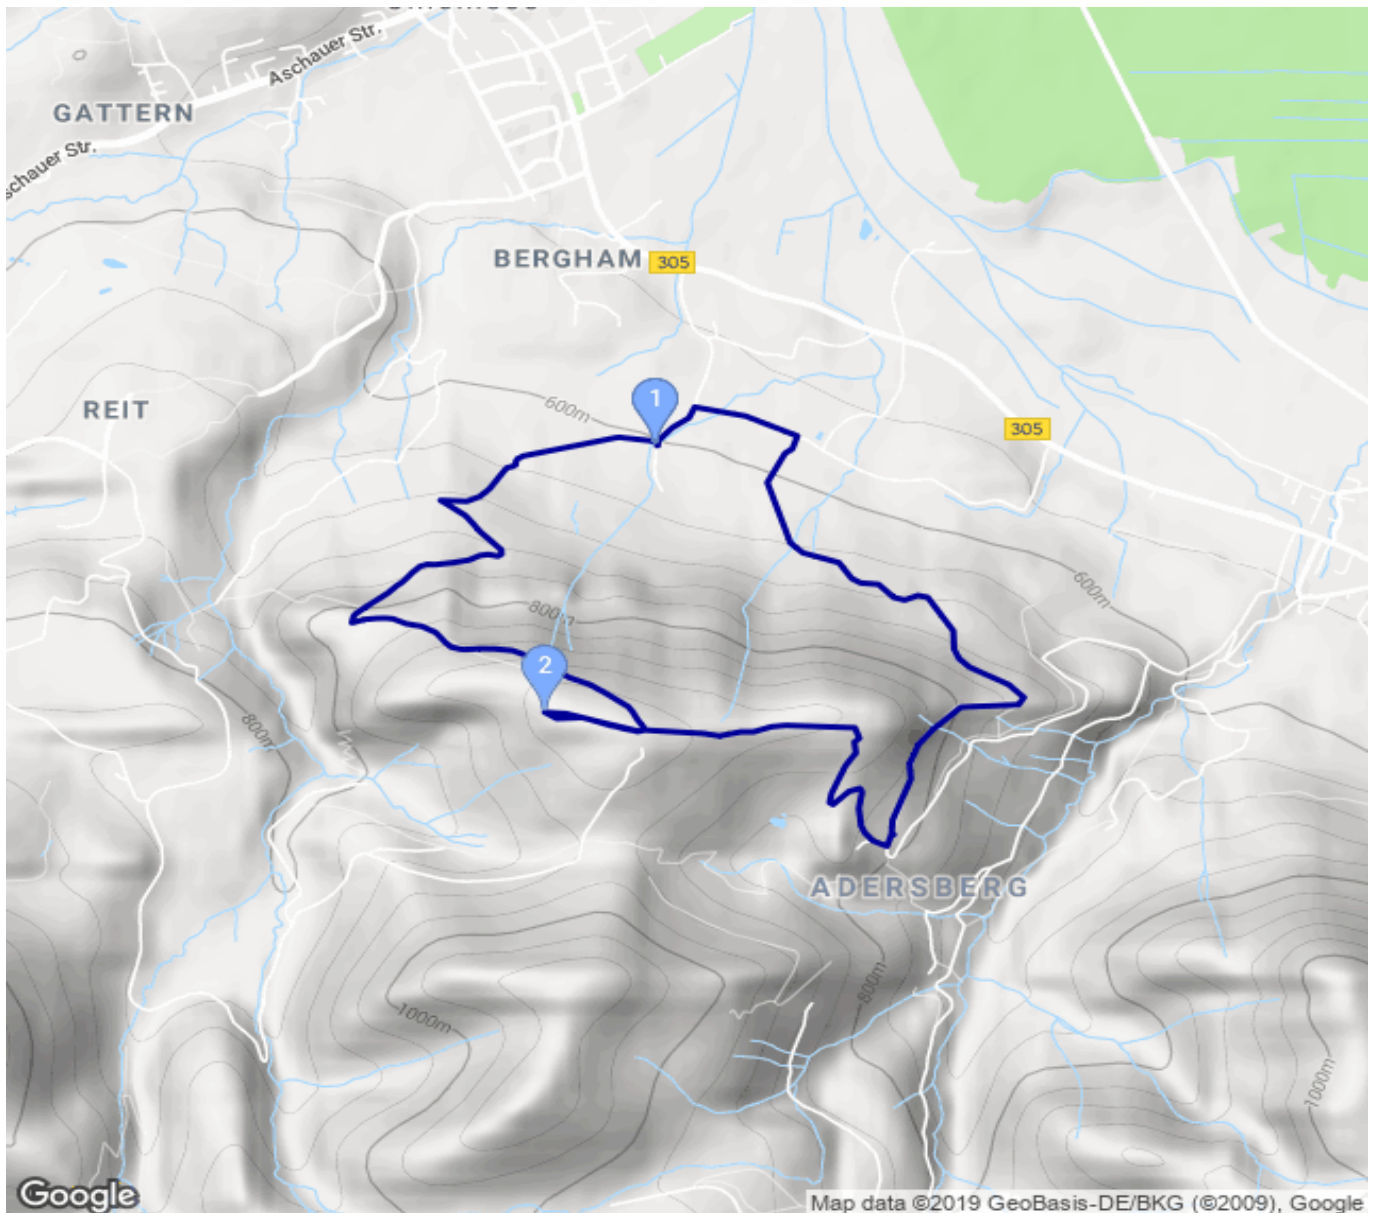 Aschauer Str.
GATTERN
schauer Str.
BERGHAM
305
REIT
600m
1
305
600m
800m
2
800m
ADERSBERG
800m
1000m
1000m
Google
Map data ©2019 GeoBasis-DE/BKG (©2009), Google